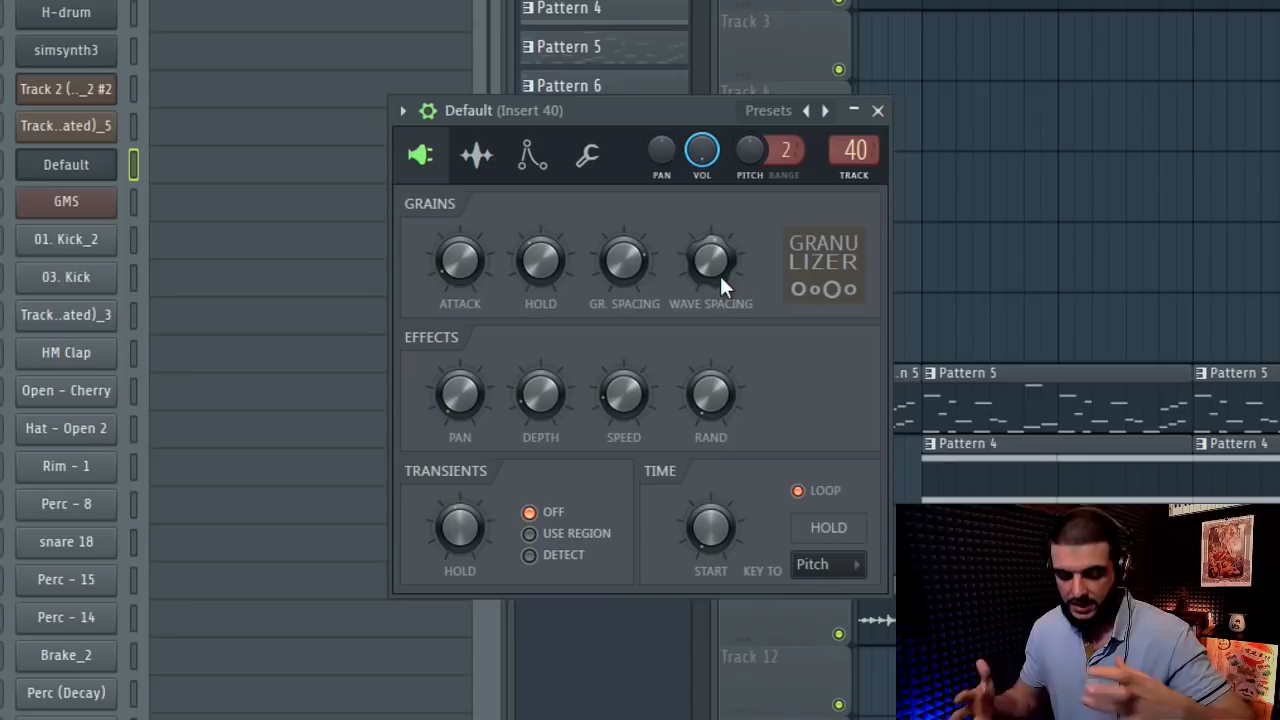 H-drum
simsynth3
Track 2 (.._2 #2
Track..ated)_5
Default
GMS
01. Kick_2
03. Kick
Track..ated)_3
HM Clap
Open - Cherry
Hat - Open 2
Rim - 1
Perc - 8
snare 18
Perc - 15
Perc - 14
Brake_2
Perc (Decay)
Pattern 4
Pattern 5
Pattern 6
Track 3
Track 4
Default (Insert 40)
Presets
2
40
PAN
VOL
PITCH
RANGE
TRACK
GRAINS
GRANU
LIZER
ATTACK
HOLD
GR. SPACING
WAVE SPACING
EFFECTS
PAN
DEPTH
SPEED
RAND
TRANSIENTS
OFF
USE REGION
DETECT
HOLD
TIME
LOOP
HOLD
START
KEY TO
Pitch
.n 5
Pattern 5
Pattern 5
Pattern 4
Pattern 4
Track 12